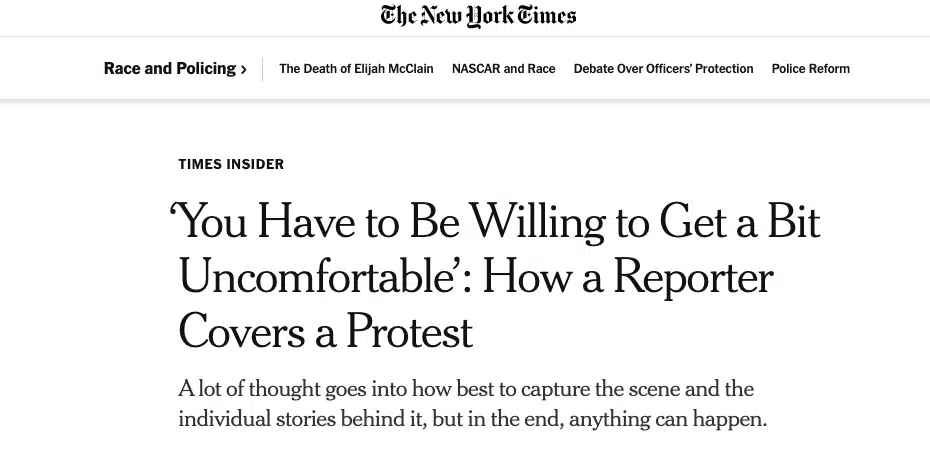 The New York Times
Race and Policing › The Death of Elijah McClain NASCAR and Race Debate Over Officers' Protection Police Reform
TIMES INSIDER
‘You Have to Be Willing to Get a Bit
Uncomfortable’: How a Reporter
Covers a Protest
A lot of thought goes into how best to capture the scene and the
individual stories behind it, but in the end, anything can happen.